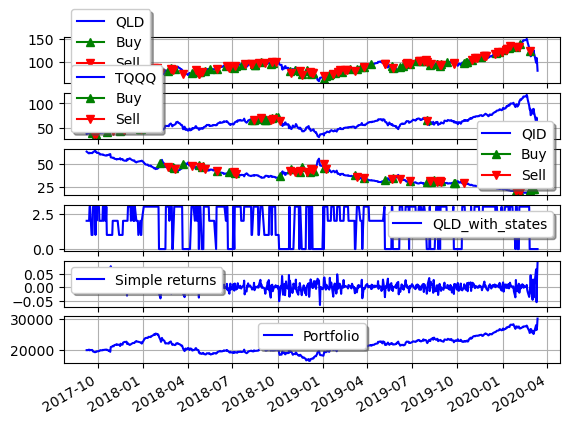 QLD
Buy
Sell
150
100
TQQQ
Buy
Sell
100
50
QID
Buy
Sell
50
25
QLD_with_states
2.5
0.0
Simple returns
0.05
0.00
−0.05
Portfolio
30000
20000
2017-10
2018-01
2018-04
2018-07
2018-10
2019-01
2019-04
2019-07
2019-10
2020-01
2020-04